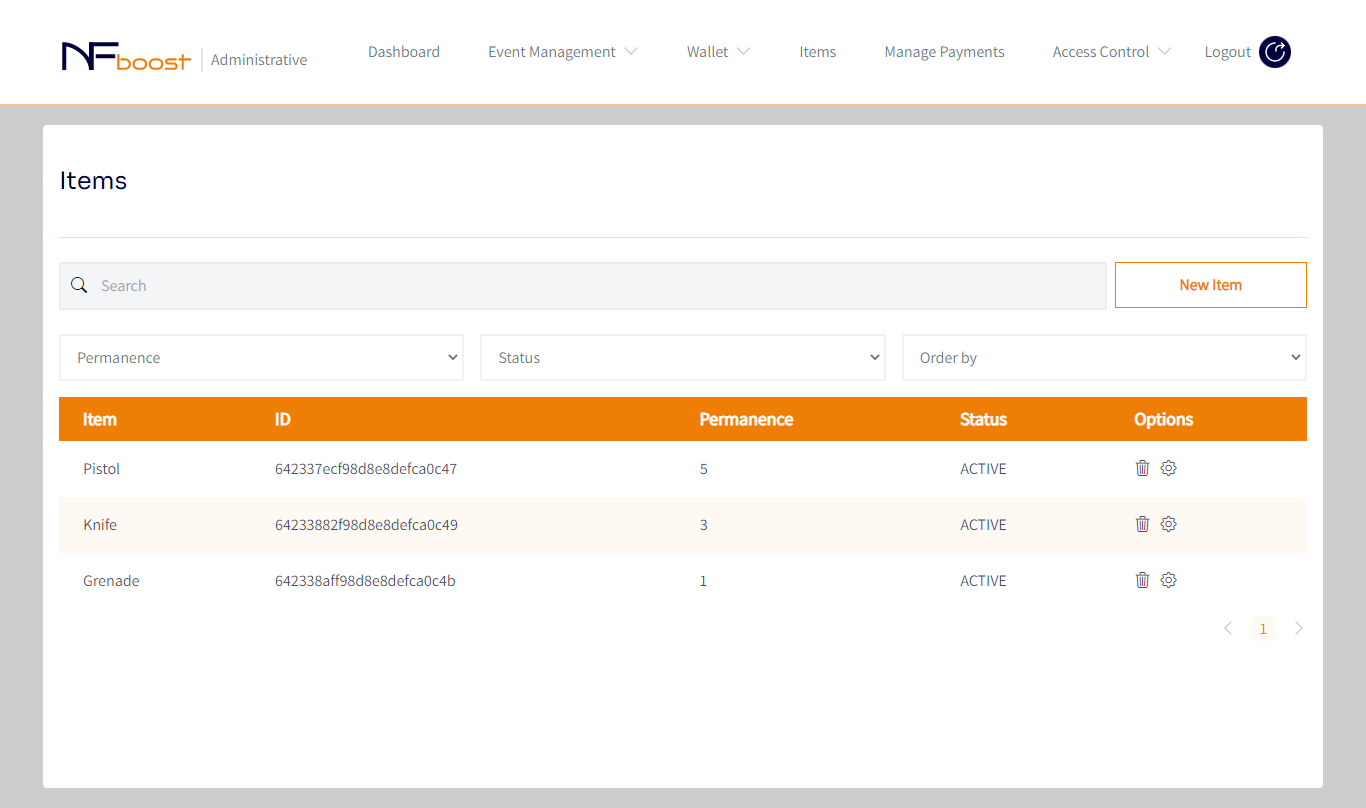 NFboost Administrative Dashboard Event Management Wallet Items Manage Payments Access Control Logout
Items
Search New Item
Permanence Status Order by
Item ID Permanence Status Options
Pistol 642337ecf98d8e8defca0c47 5 ACTIVE
Knife 64233882f98d8e8defca0c49 3 ACTIVE
Grenade 642338aff98d8e8defca0c4b 1 ACTIVE
1